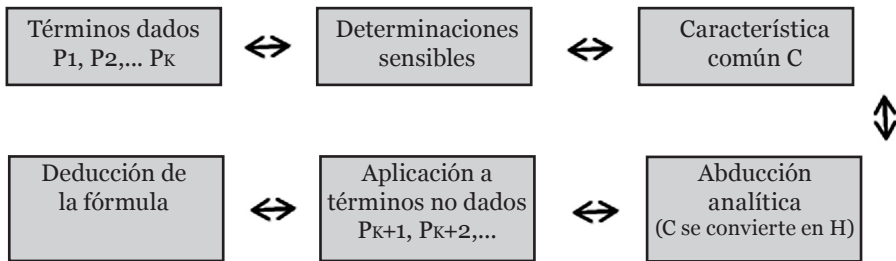 Términos dados
P1, P2,... PK
Determinaciones
sensibles
Característica
común C
Abducción
analítica
(C se convierte en H)
Aplicación a
términos no dados
PK+1, PK+2,...
Deducción de
la fórmula